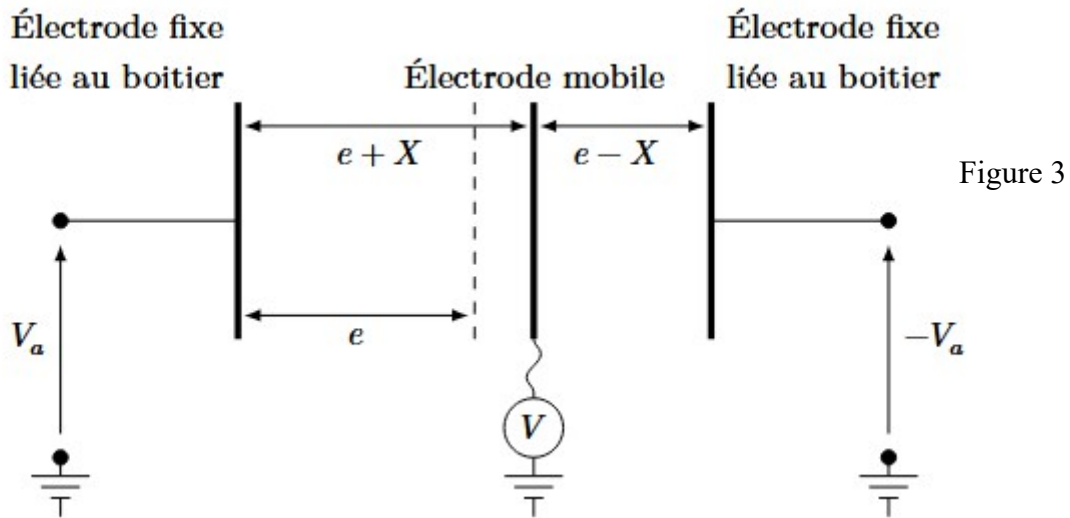 Électrode fixe
liée au boitier
Électrode mobile
Électrode fixe
liée au boitier
e + X
e − X
Figure 3
e
V_a
−V_a
V